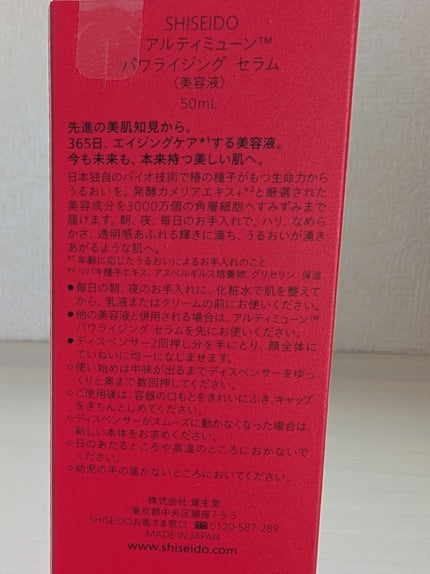 SHISEIDO
アルティミューン™
パワライジング セラム
〈美容液〉
50mL
先進の美肌知見から。
365日、エイジングケア*1する美容液。
今も未来も、本来持つ美しい肌へ。
日本独自のバイオ技術で椿の種子がもつ生命力から
うるおいを。発酵カメリアエキス+*2と厳選された
美容成分を3000万個の角層細胞へすみずみまで
届けます。朝、夜、毎日のお手入れで、ハリ、なめら
かさ、透明感あふれる輝きに満ち、うるおいが湧き
あがるような肌へ。
*1 年齢に応じたうるおいによるお手入れのこと
*2 ツバキ種子エキス、アスペルギルス培養物、グリセリン:保湿
●毎日の朝、夜のお手入れに、化粧水で肌を整えて
から、乳液またはクリームの前にお使いください。
●他の美容液と併用される場合は、アルティミューン™
パワライジング セラムを先にお使いください。
●ディスペンサー2回押し分を手にとり、顔全体に
ていねいに均一になじませます。
◇使い始めは中味が出るまでディスペンサーをゆっ
くりと奥まで数回押してください。
◇ご使用後は、容器の口もとをきれいにふき、キャップ
をきちんとしめてください。
◇ディスペンサーがスムーズに動かなくなった場合は、
新しい本体をお求めください。
◇日のあたるところや高温のところにおかないで
ください。
◇幼児の手の届かないところにおいてください。
株式会社 資生堂
東京都中央区銀座7-5-5
SHISEIDOお客さま窓口 0120-587-289
MADE IN JAPAN
www.shiseido.com